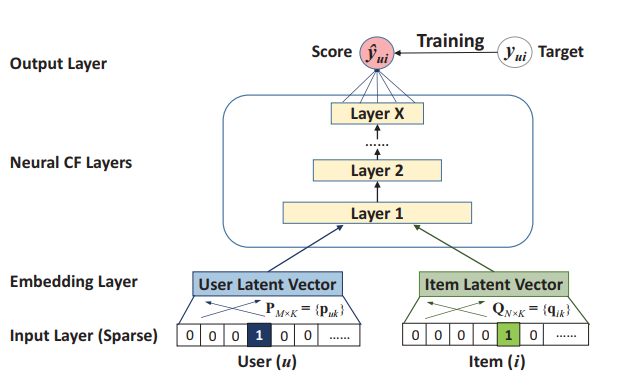 Score ŷui Training yui Target
Output Layer
Layer X
......
Neural CF Layers
Layer 2
Layer 1
Embedding Layer
User Latent Vector
Item Latent Vector
P M×K = {puk}
Q N×K = {qik}
Input Layer (Sparse)
0 0 0 1 0 0 ......
0 0 0 0 1 0 ......
User (u)
Item (i)